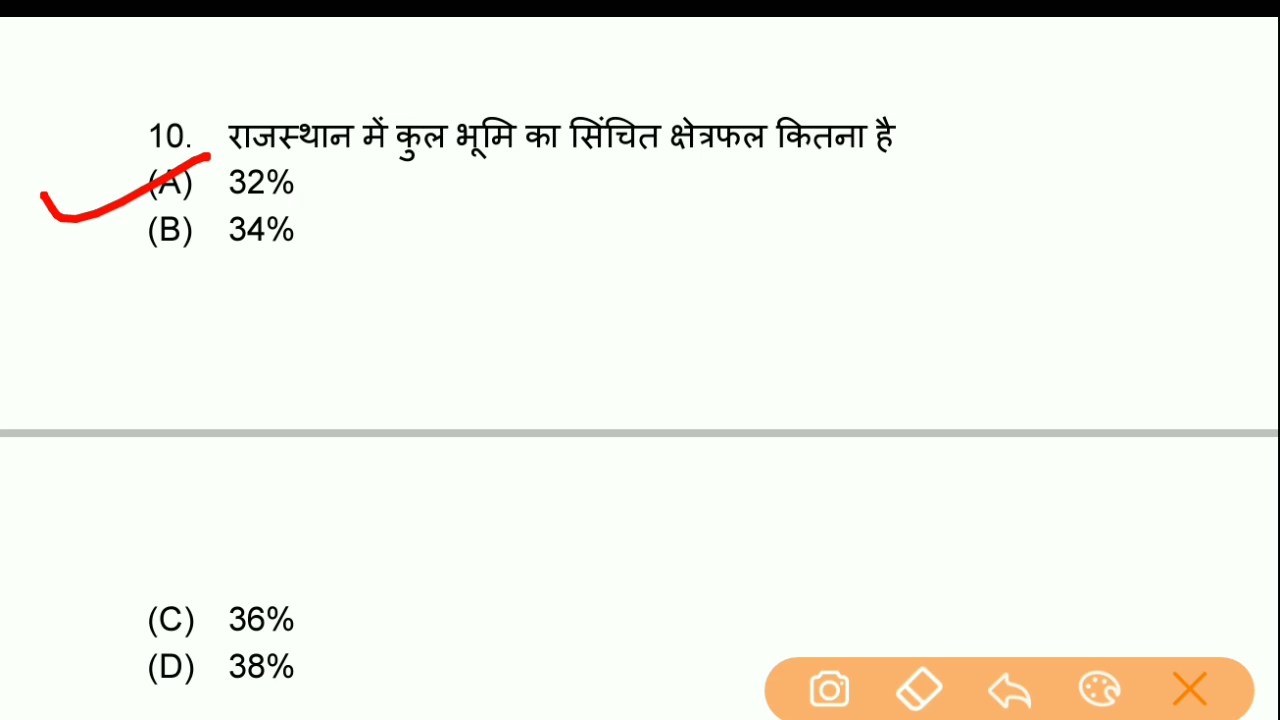 10. राजस्थान में कुल भूमि का सिंचित क्षेत्रफल कितना है
(A) 32%
(B) 34%
(C) 36%
(D) 38%